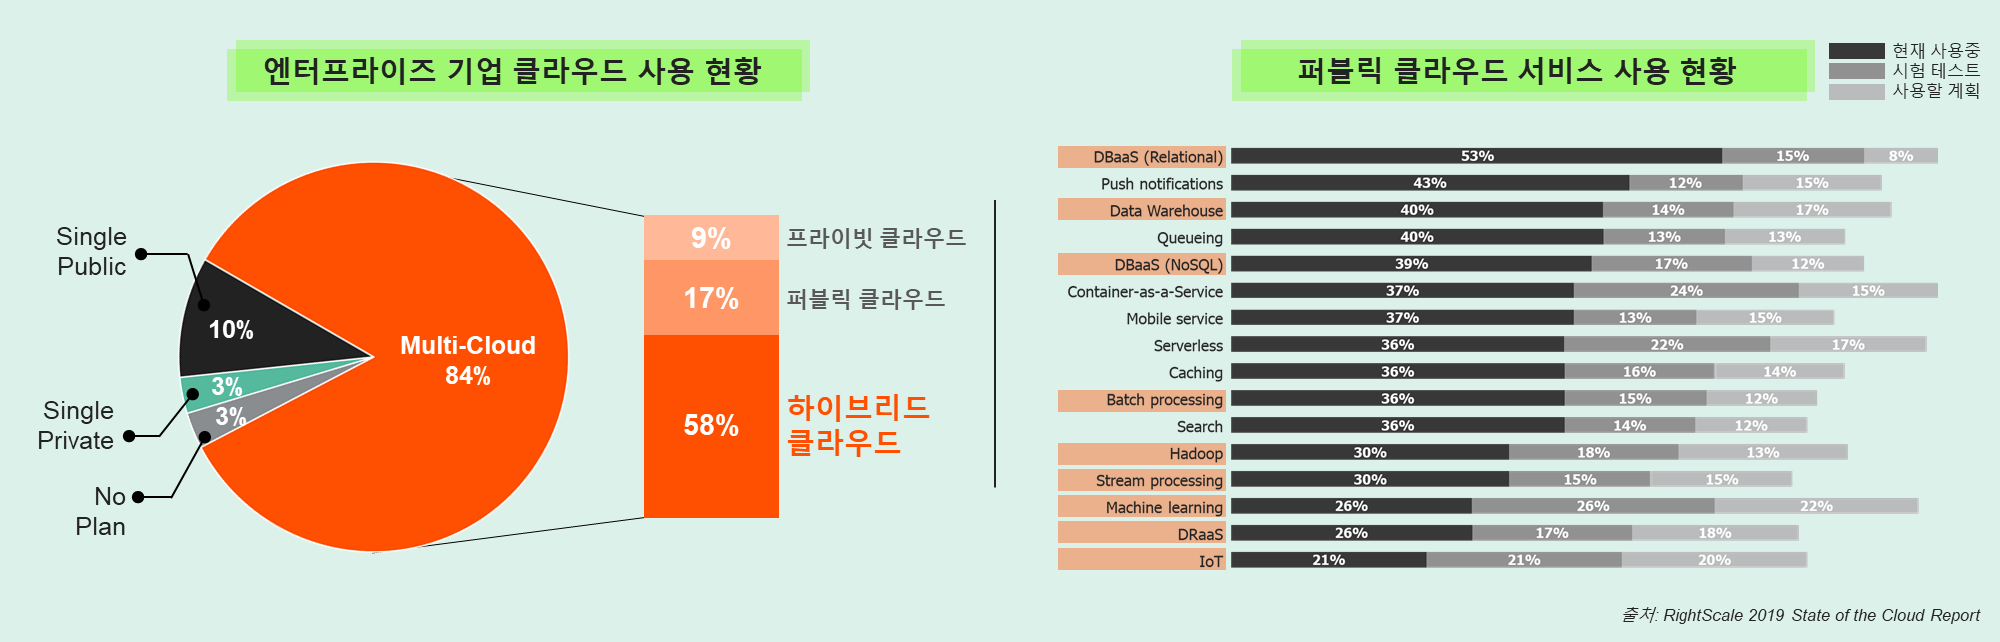 엔터프라이즈 기업 클라우드 사용 현황
Single
Public
10%
3%
3%
Single
Private
No
Plan
Multi-Cloud
84%
9%
프라이빗 클라우드
17%
퍼블릭 클라우드
58%
하이브리드
클라우드
퍼블릭 클라우드 서비스 사용 현황
현재 사용중
시험 테스트
사용할 계획
DBaaS (Relational) 53% 15% 8%
Push notifications 43% 12% 15%
Data Warehouse 40% 14% 17%
Queueing 40% 13% 13%
DBaaS (NoSQL) 39% 17% 12%
Container-as-a-Service 37% 24% 15%
Mobile service 37% 13% 15%
Serverless 36% 22% 17%
Caching 36% 16% 14%
Batch processing 36% 15% 12%
Search 36% 14% 12%
Hadoop 30% 18% 13%
Stream processing 30% 15% 15%
Machine learning 26% 26% 22%
DRaaS 26% 17% 18%
IoT 21% 21% 20%
출처: RightScale 2019 State of the Cloud Report